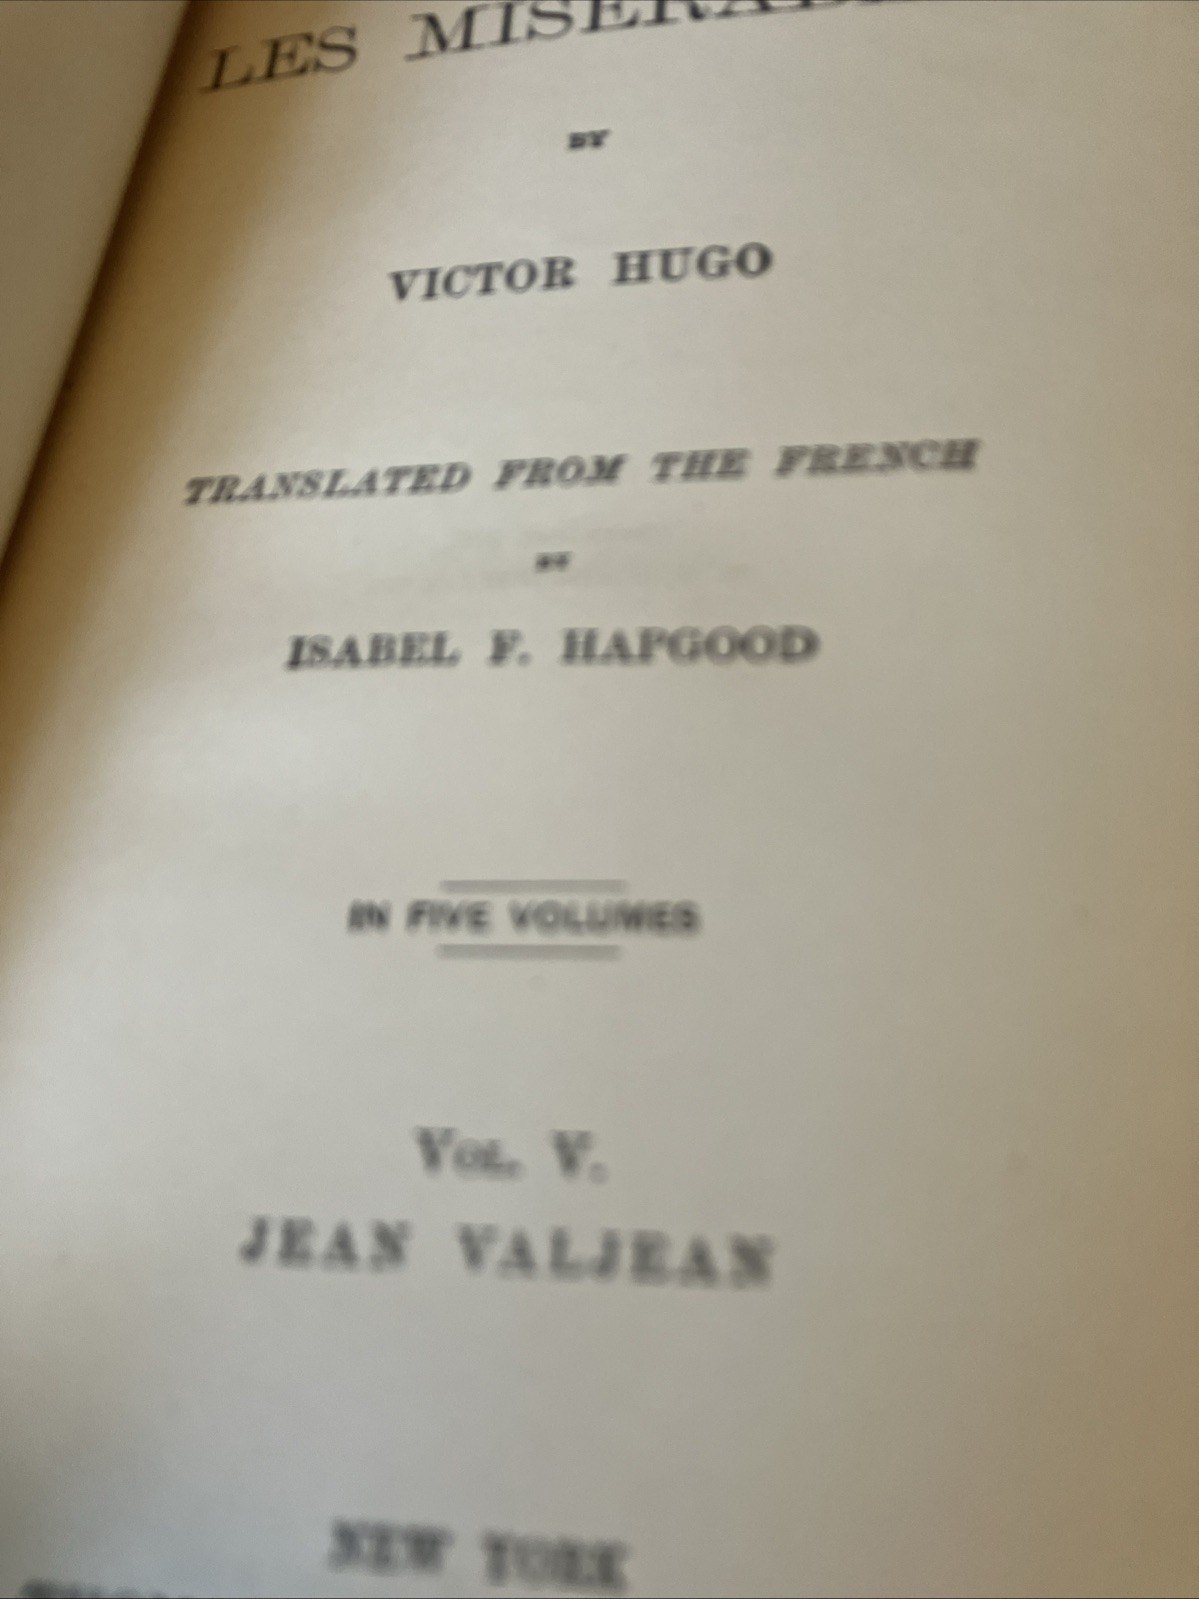 LES MISÉRA
BY
VICTOR HUGO
TRANSLATED FROM THE FRENCH
BY
ISABEL F. HAPGOOD
IN FIVE VOLUMES
VOL. V.
JEAN VALJEAN
NEW YORK